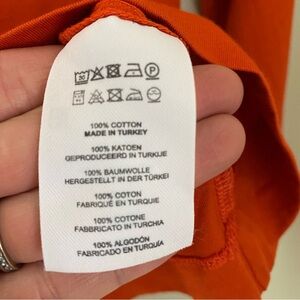 30
P
100% COTTON
MADE IN TURKEY
100% KATOEN
GEPRODUCEERD IN TURKIJE
100% BAUMWOLLE
HERGESTELLT IN DER TÜRKEI
100% COTON
FABRIQUÉ EN TURQUIE
100% COTONE
FABBRICATO IN TURCHIA
100% ALGODÓN
FABRICADO EN TURQUÍA